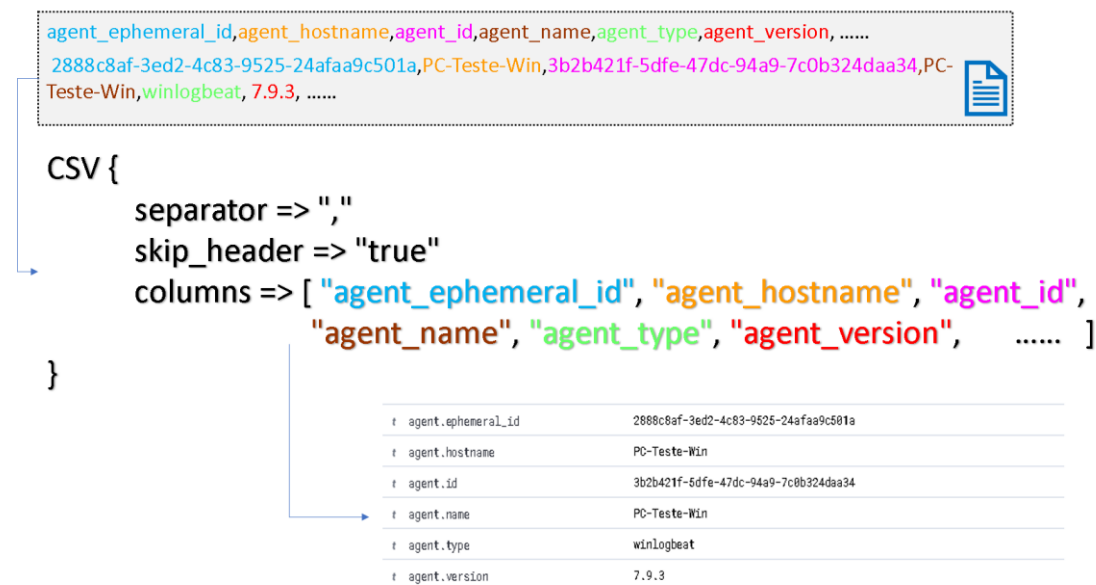 agent_ephemeral_id,agent_hostname,agent_id,agent_name,agent_type,agent_version, ......
2888c8af-3ed2-4c83-9525-24afaa9c501a,PC-Teste-Win,3b2b421f-5dfe-47dc-94a9-7c0b324daa34,PC-
Teste-Win,winlogbeat, 7.9.3, ......
CSV {
separator => ","
skip_header => "true"
columns => [ "agent_ephemeral_id", "agent_hostname", "agent_id",
"agent_name", "agent_type", "agent_version", ...... ]
}
t agent.ephemeral_id 2888c8af-3ed2-4c83-9525-24afaa9c501a
t agent.hostname PC-Teste-Win
t agent.id 3b2b421f-5dfe-47dc-94a9-7c0b324daa34
t agent.name PC-Teste-Win
t agent.type winlogbeat
t agent.version 7.9.3